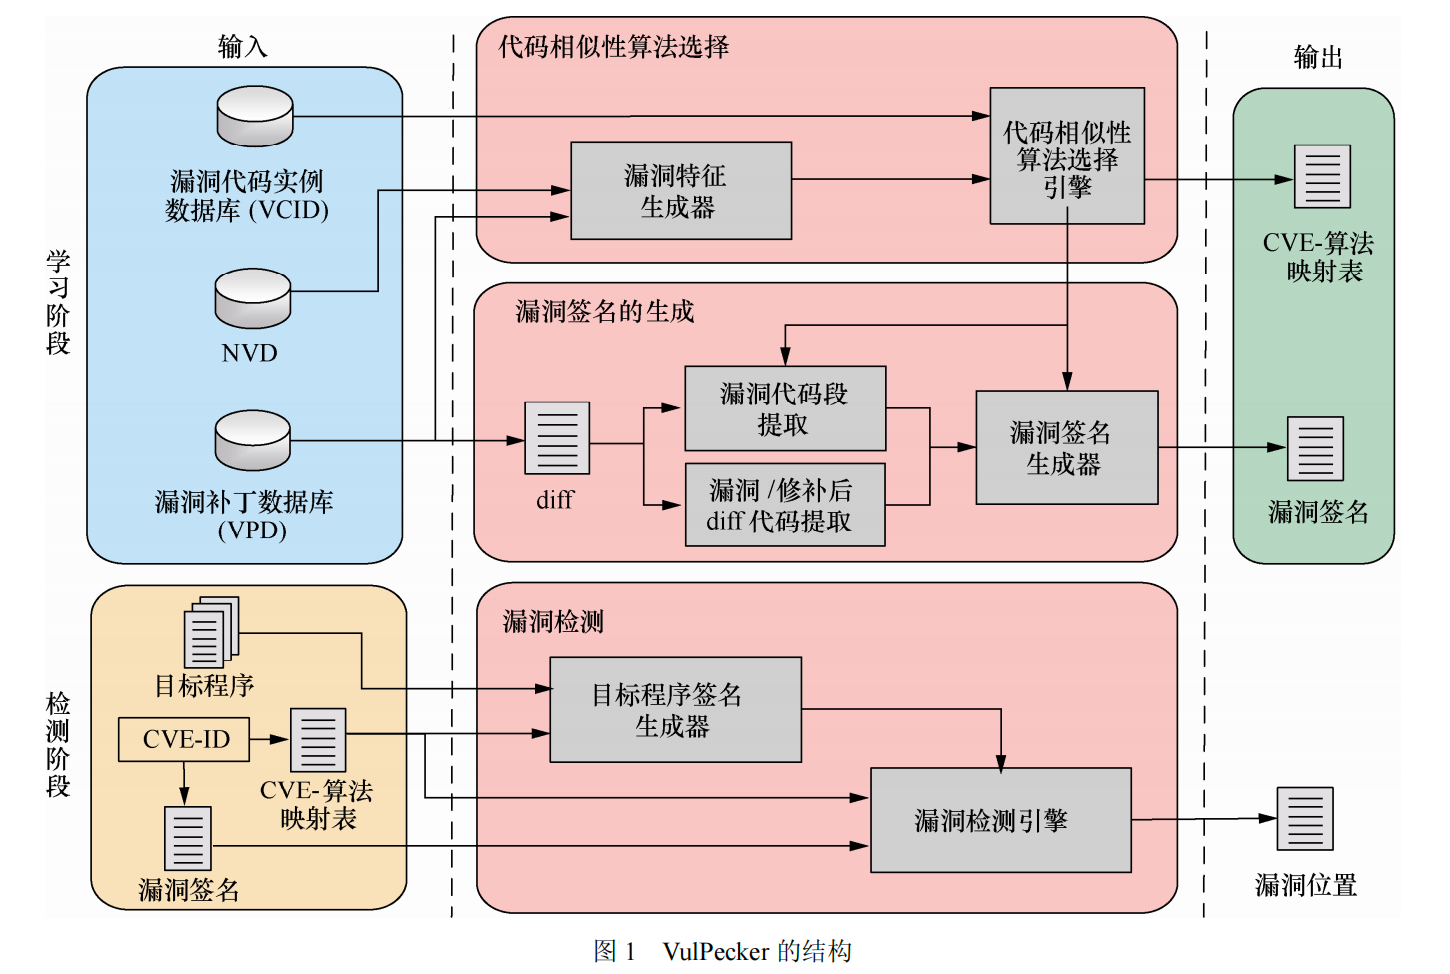 输入
代码相似性算法选择
输出
漏洞代码实例
数据库 (VCID)
漏洞特征
生成器
代码相似性
算法选择
引擎
CVE-算法
映射表
学习阶段
NVD
漏洞签名的生成
漏洞补丁数据库
(VPD)
diff
漏洞代码段
提取
漏洞 /修补后
diff 代码提取
漏洞签名
生成器
漏洞签名
检测阶段
目标程序
CVE-ID
CVE-算法
映射表
漏洞签名
漏洞检测
目标程序签名
生成器
漏洞检测引擎
漏洞位置
图 1 VulPecker 的结构